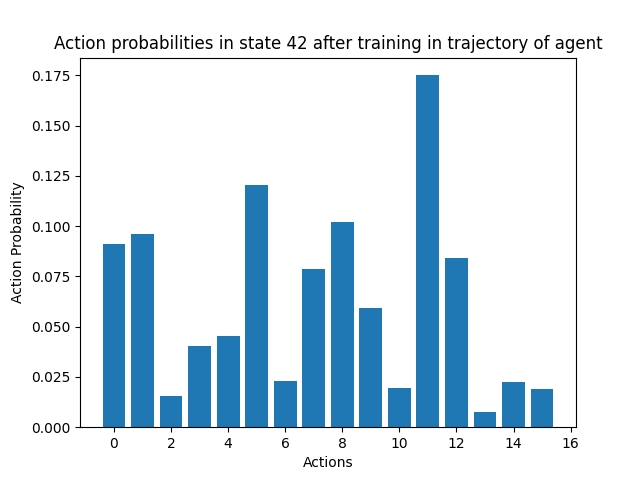 Action probabilities in state 42 after training in trajectory of agent
0.175
0.150
0.125
0.100
0.075
0.050
0.025
0.000
Action Probability
0 2 4 6 8 10 12 14 16
Actions